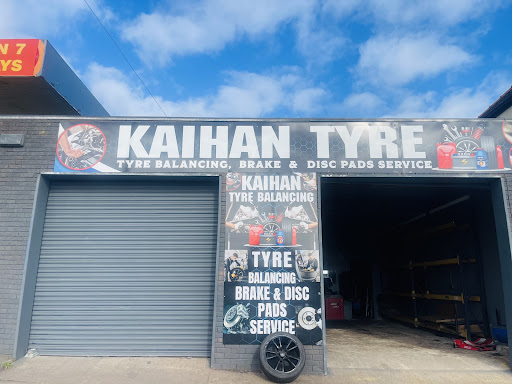 N 7
YS
KAIHAN TYRE
TYRE BALANCING, BRAKE & DISC PADS SERVICE
KAIHAN
TYRE BALANCING
TYRE
BALANCING
BRAKE & DISC
PADS
SERVICE